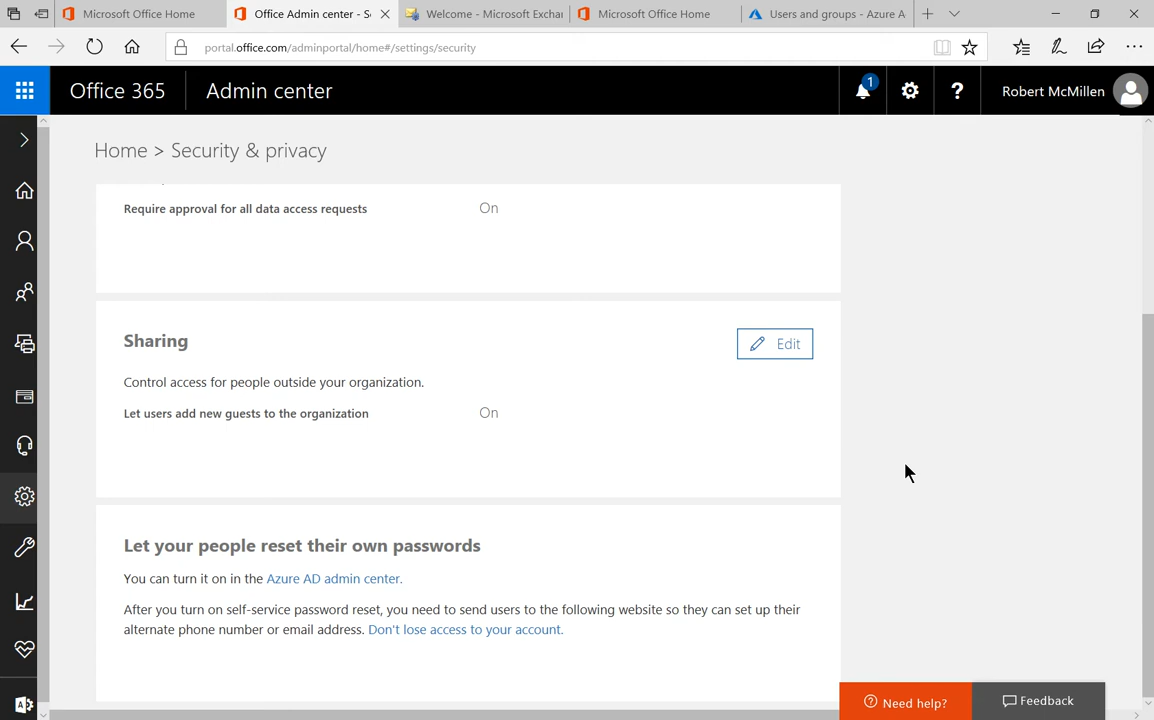 Microsoft Office Home
Office Admin center - S
Welcome - Microsoft Exchan
Microsoft Office Home
Users and groups - Azure A
portal.office.com/adminportal/home#/settings/security
Office 365
Admin center
1
?
Robert McMillen
Home > Security & privacy
Require approval for all data access requests
On
Sharing
Edit
Control access for people outside your organization.
Let users add new guests to the organization
On
Let your people reset their own passwords
You can turn it on in the Azure AD admin center.
After you turn on self-service password reset, you need to send users to the following website so they can set up their
alternate phone number or email address. Don't lose access to your account.
Need help?
Feedback